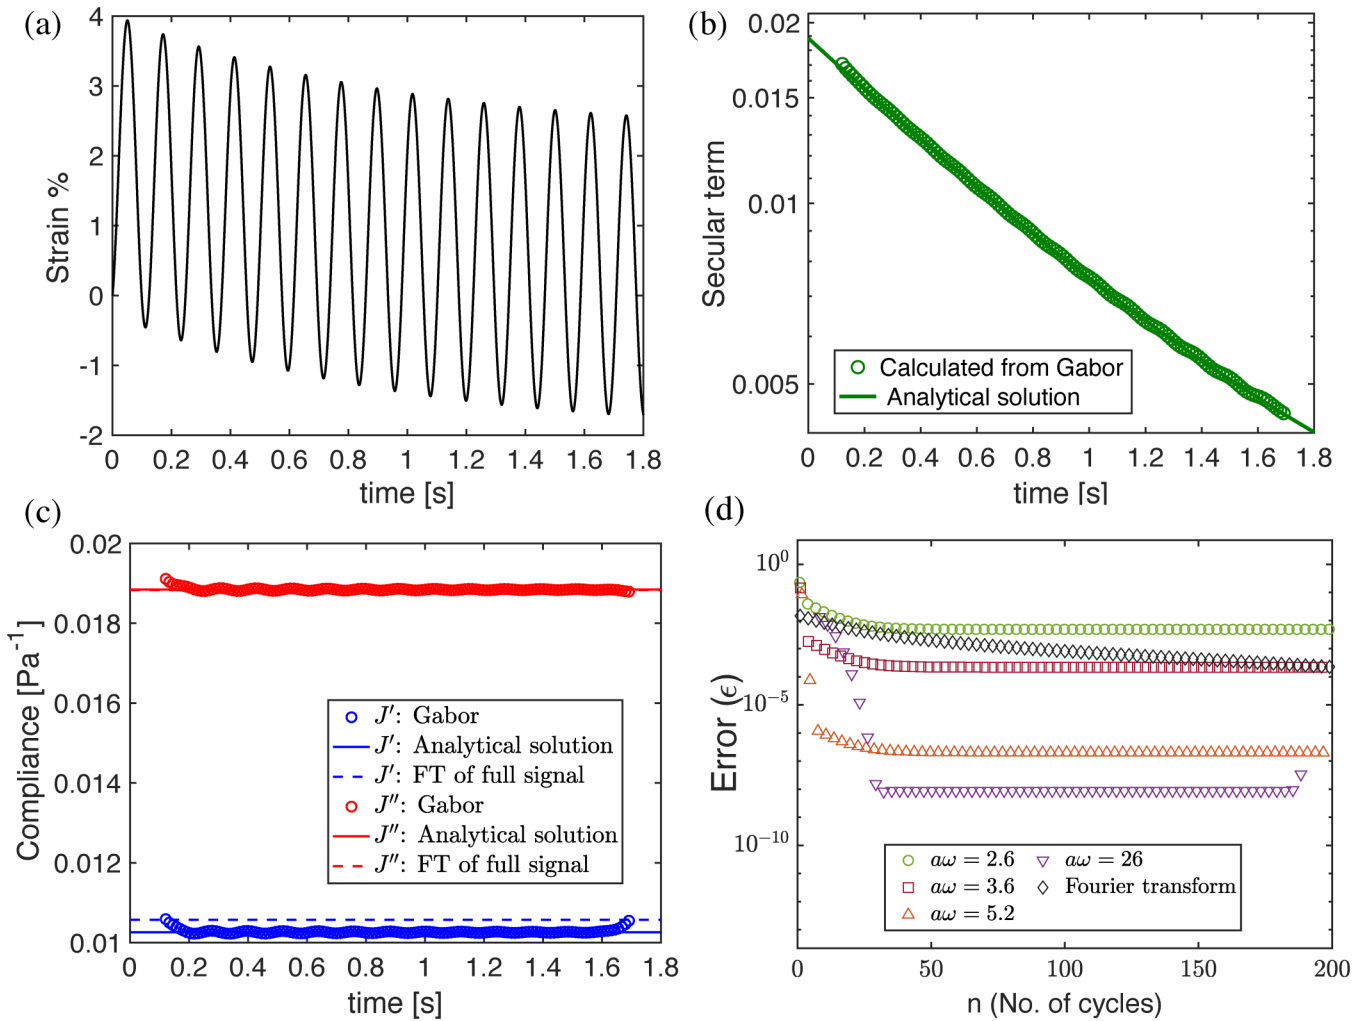 (a)
4
3
2
1
0
-1
-2
Strain %
0 0.2 0.4 0.6 0.8 1 1.2 1.4 1.6 1.8
time [s]
(b)
0.02
0.015
0.01
0.005
Secular term
Calculated from Gabor
Analytical solution
0 0.2 0.4 0.6 0.8 1 1.2 1.4 1.6 1.8
time [s]
(c)
0.02
0.018
0.016
0.014
0.012
0.01
Compliance [Pa⁻¹]
J′: Gabor
J′: Analytical solution
J′: FT of full signal
J″: Gabor
J″: Analytical solution
J″: FT of full signal
0 0.2 0.4 0.6 0.8 1 1.2 1.4 1.6 1.8
time [s]
(d)
10⁰
10⁻⁵
10⁻¹⁰
Error (ϵ)
aω = 2.6
aω = 3.6
aω = 5.2
aω = 26
Fourier transform
0 50 100 150 200
n (No. of cycles)